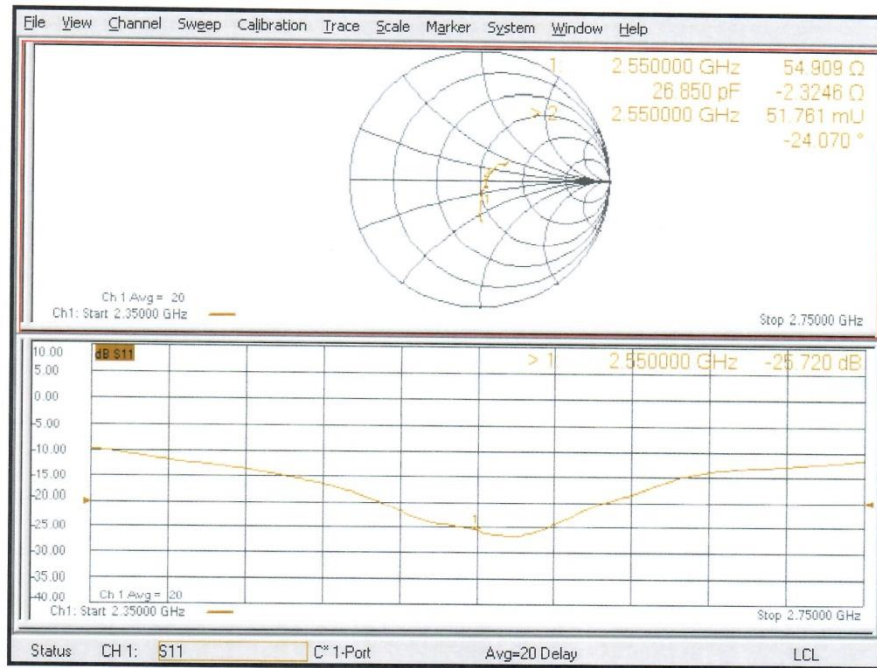 File View Channel Sweep Calibration Trace Scale Marker System Window Help
1: 2.550000 GHz 54.909 Ω
26.850 pF -2.3246 Ω
> 2: 2.550000 GHz 51.761 mU
-24.070 °
1
Ch 1 Avg = 20
Ch1: Start 2.35000 GHz
Stop 2.75000 GHz
10.00 dB S11
> 1: 2.550000 GHz -25.720 dB
5.00
0.00
-5.00
-10.00
-15.00
-20.00
1
-25.00
-30.00
-35.00
-40.00 Ch 1 Avg = 20
Ch1: Start 2.35000 GHz
Stop 2.75000 GHz
Status CH 1: S11 C* 1-Port Avg=20 Delay LCL